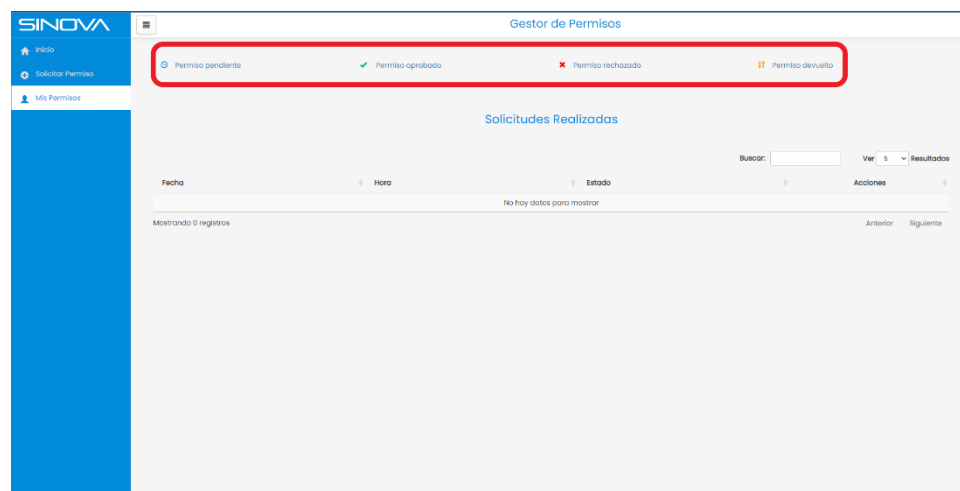 SINOVA
Gestor de Permisos
Inicio
Solicitar Permiso
Mis Permisos
Permiso pendiente
Permiso aprobado
Permiso rechazado
Permiso devuelto
Solicitudes Realizadas
Buscar:
Ver 5 Resultados
Fecha Hora Estado Acciones
No hay datos para mostrar
Mostrando 0 registros
Anterior Siguiente